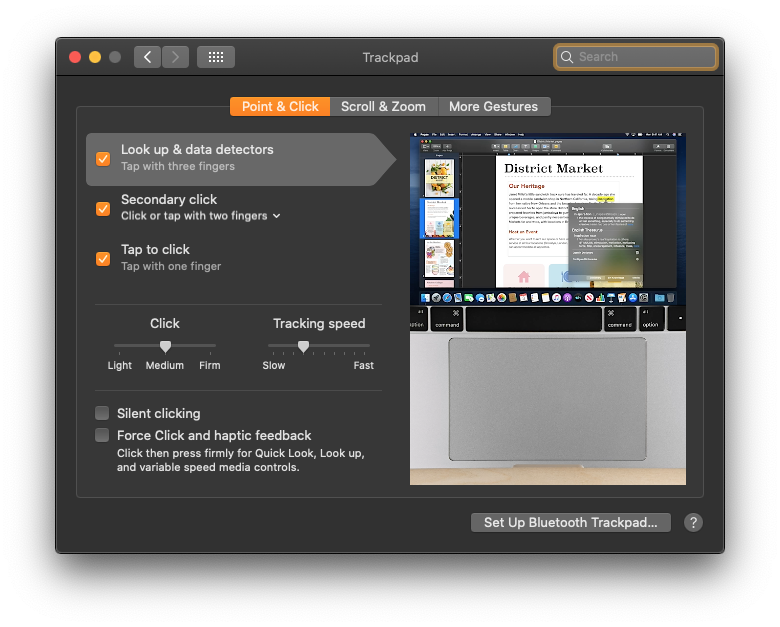 Trackpad
Search
Point & Click
Scroll & Zoom
More Gestures
Look up & data detectors
Tap with three fingers
Secondary click
Click or tap with two fingers
Tap to click
Tap with one finger
Click
Tracking speed
Light
Medium
Firm
Slow
Fast
Silent clicking
Force Click and haptic feedback
Click then press firmly for Quick Look, Look up,
and variable speed media controls.
District Market
Our Heritage
Host an Event
English
English Thesaurus
option
command
command
option
Set Up Bluetooth Trackpad...
?